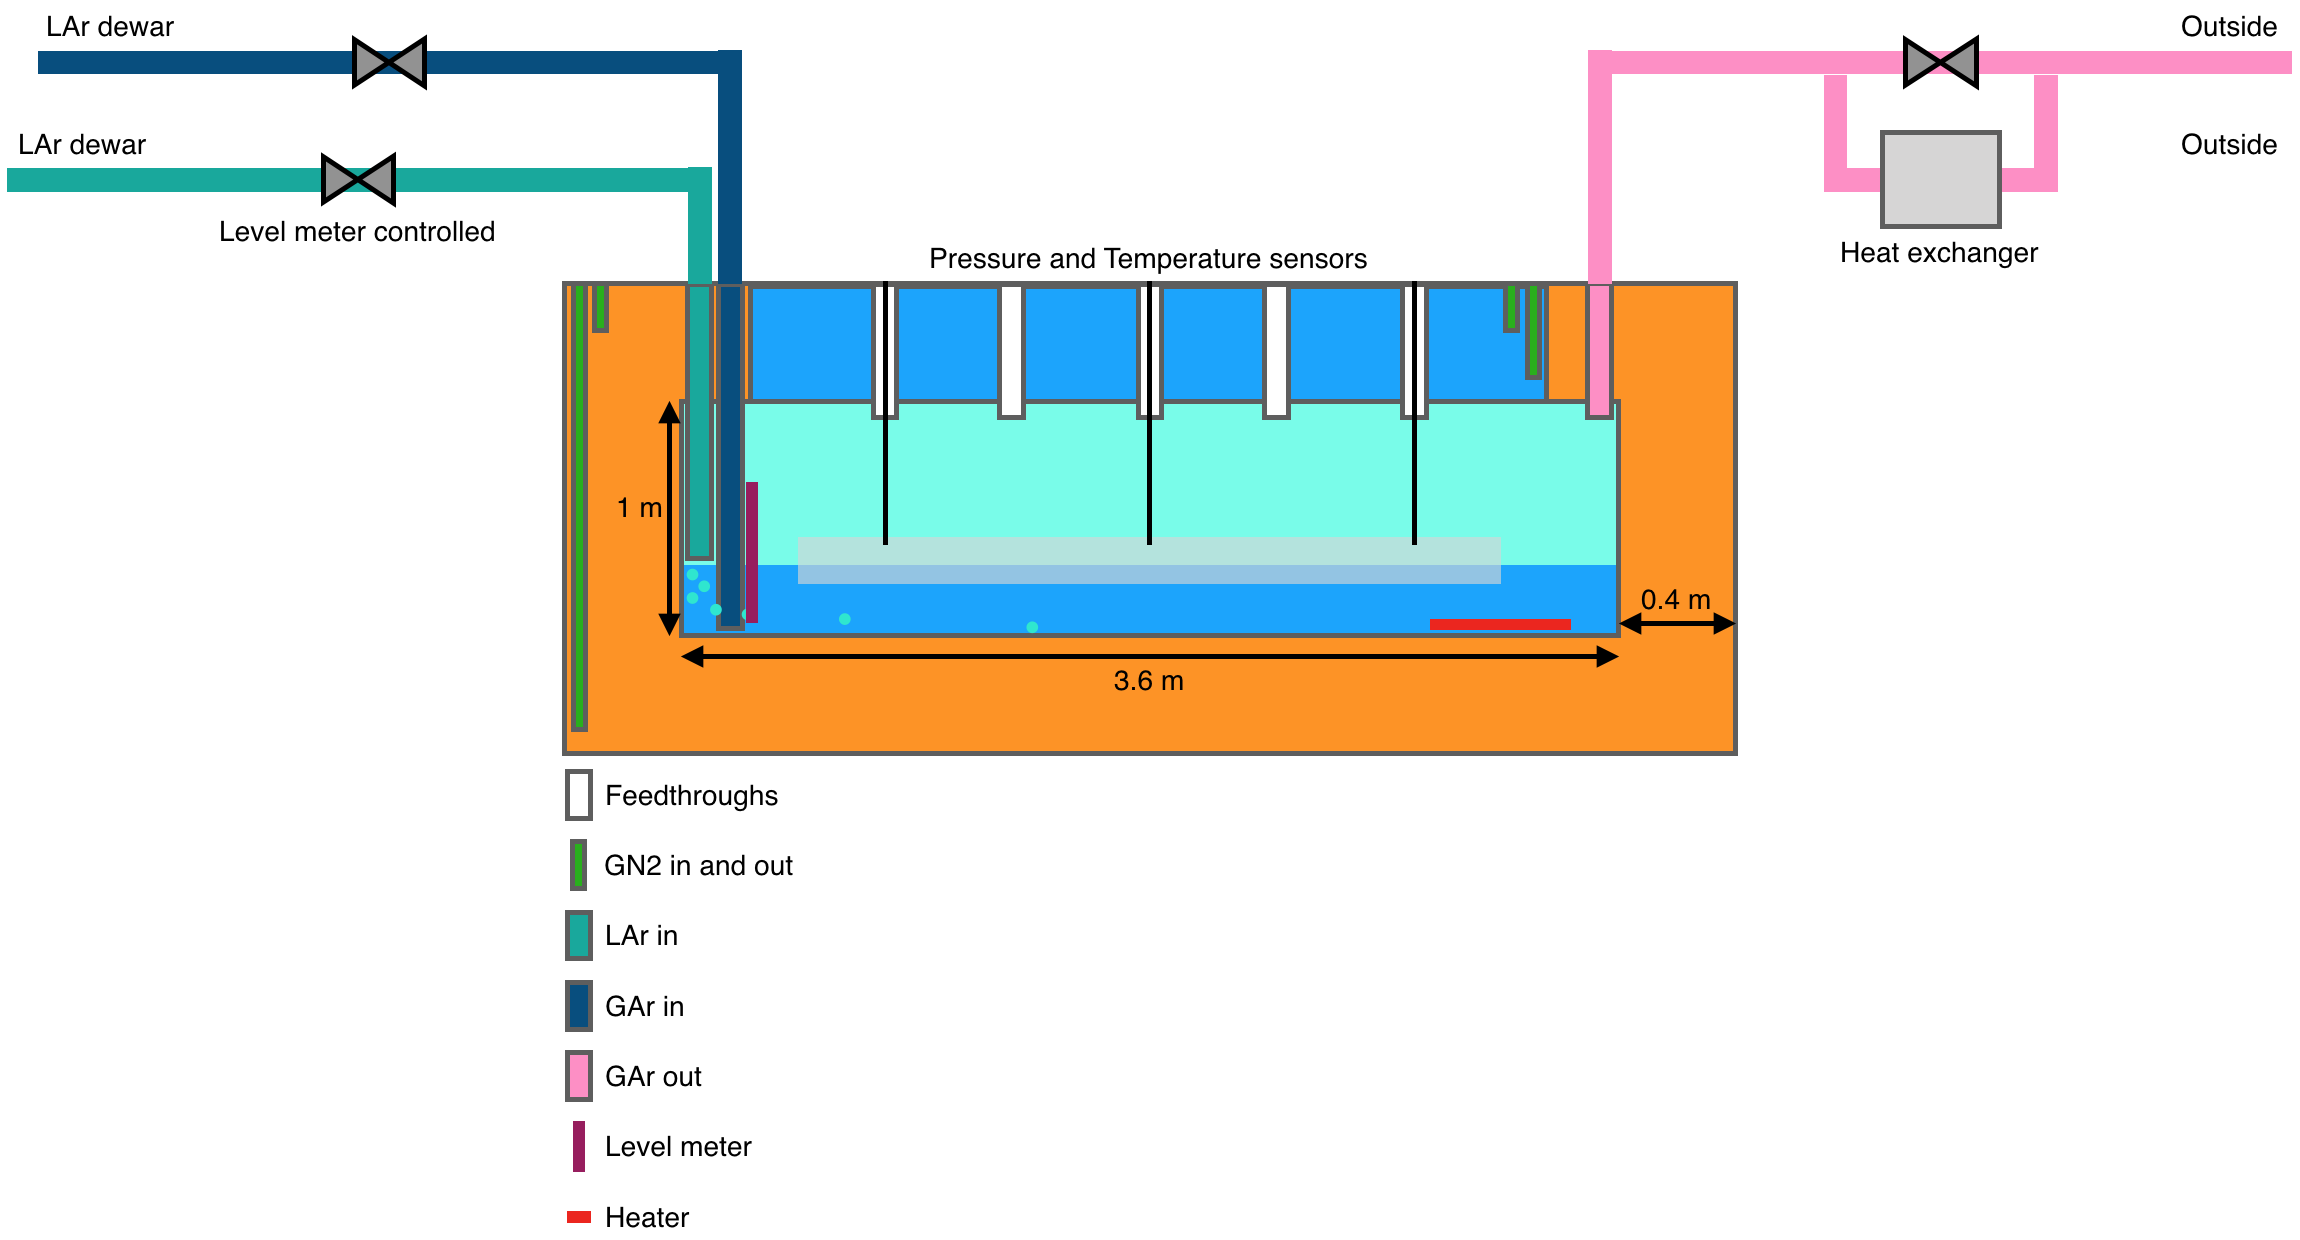 LAr dewar
Outside
LAr dewar
Outside
Level meter controlled
Pressure and Temperature sensors
Heat exchanger
1 m
0.4 m
3.6 m
Feedthroughs
GN2 in and out
LAr in
GAr in
GAr out
Level meter
Heater